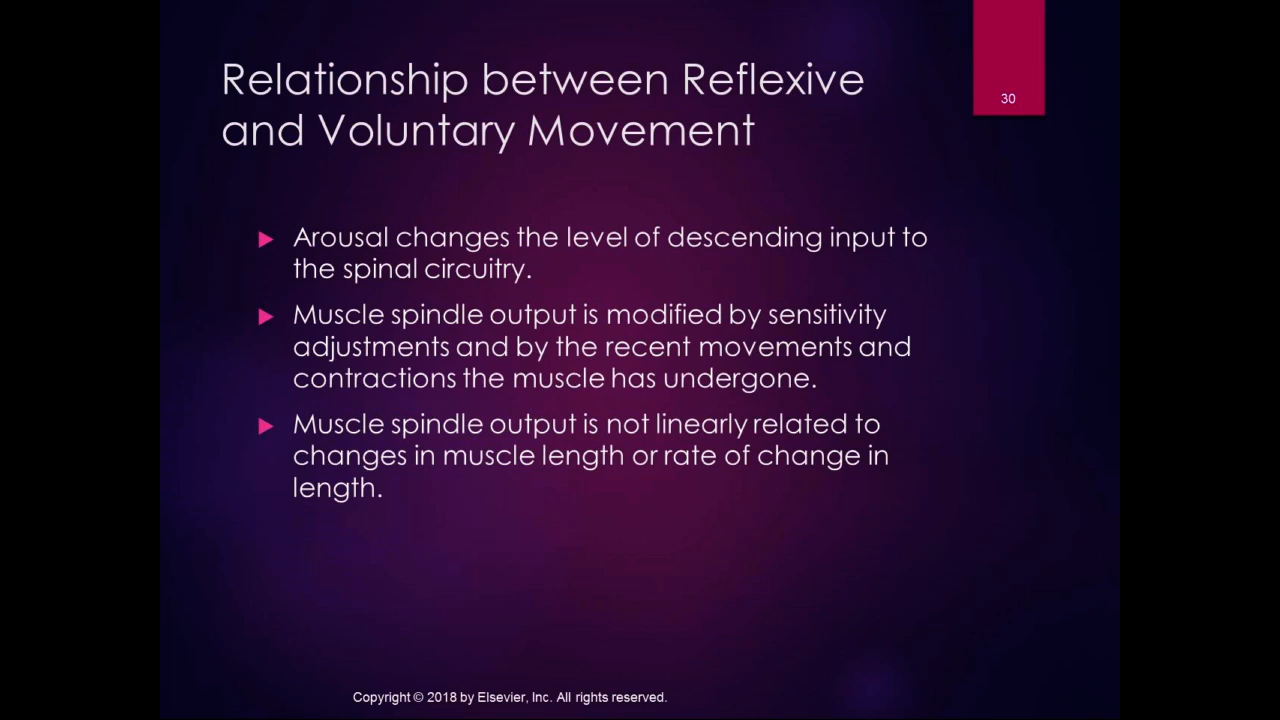 Relationship between Reflexive
and Voluntary Movement
30
Arousal changes the level of descending input to
the spinal circuitry.
Muscle spindle output is modified by sensitivity
adjustments and by the recent movements and
contractions the muscle has undergone.
Muscle spindle output is not linearly related to
changes in muscle length or rate of change in
length.
Copyright © 2018 by Elsevier, Inc. All rights reserved.